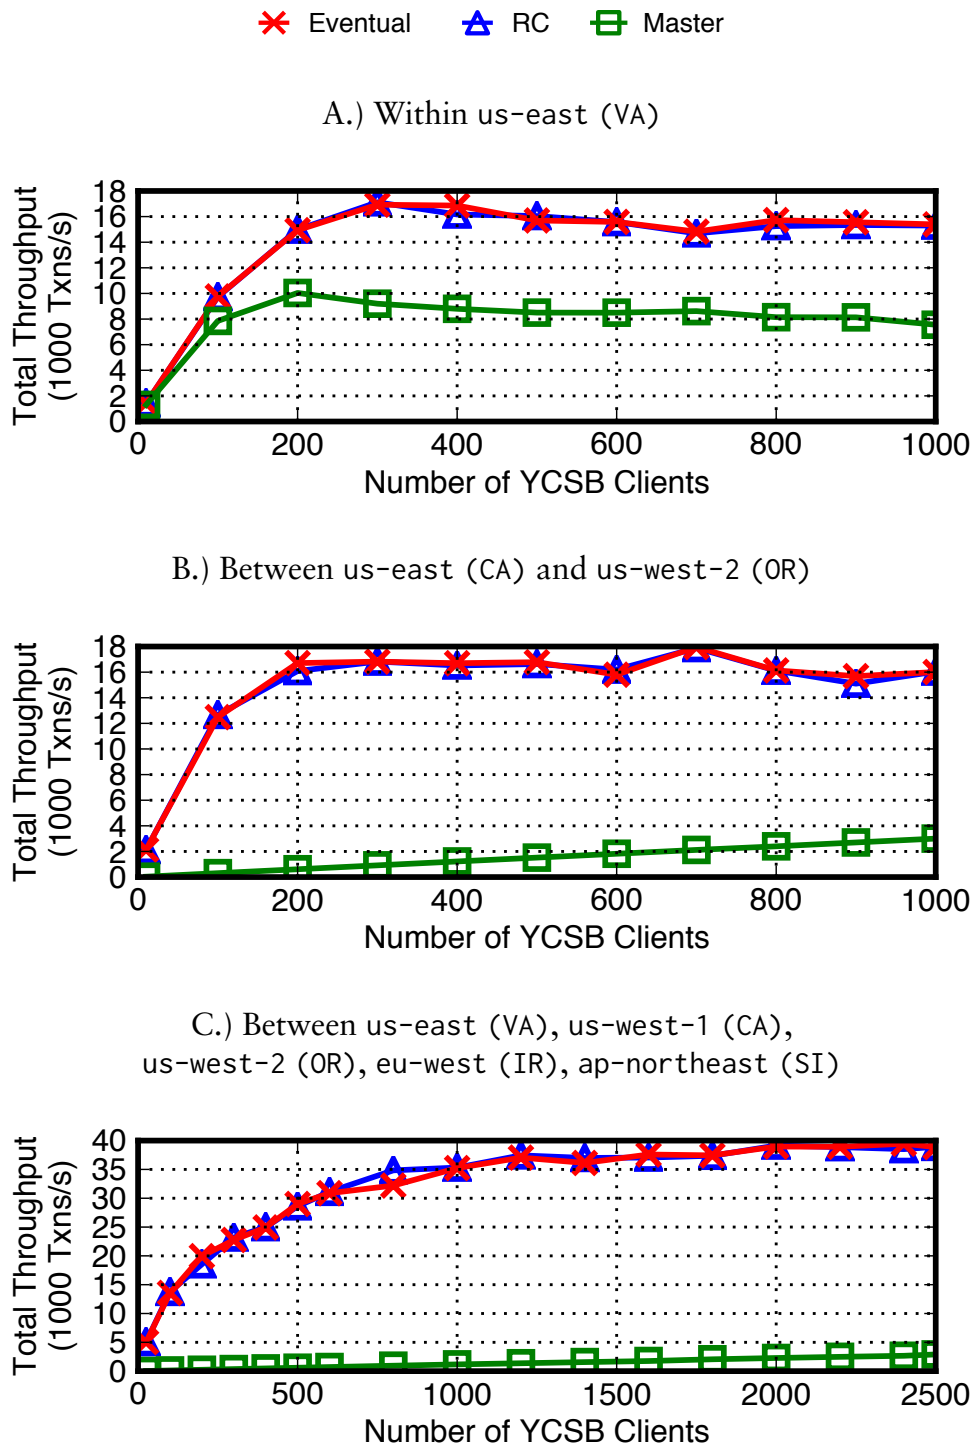 Eventual RC Master
A.) Within us-east (VA)
Total Throughput
(1000 Txns/s)
18
16
14
12
10
8
6
4
2
0
0 200 400 600 800 1000
Number of YCSB Clients
B.) Between us-east (CA) and us-west-2 (OR)
Total Throughput
(1000 Txns/s)
18
16
14
12
10
8
6
4
2
0
0 200 400 600 800 1000
Number of YCSB Clients
C.) Between us-east (VA), us-west-1 (CA),
us-west-2 (OR), eu-west (IR), ap-northeast (SI)
Total Throughput
(1000 Txns/s)
40
35
30
25
20
15
10
5
0
0 500 1000 1500 2000 2500
Number of YCSB Clients